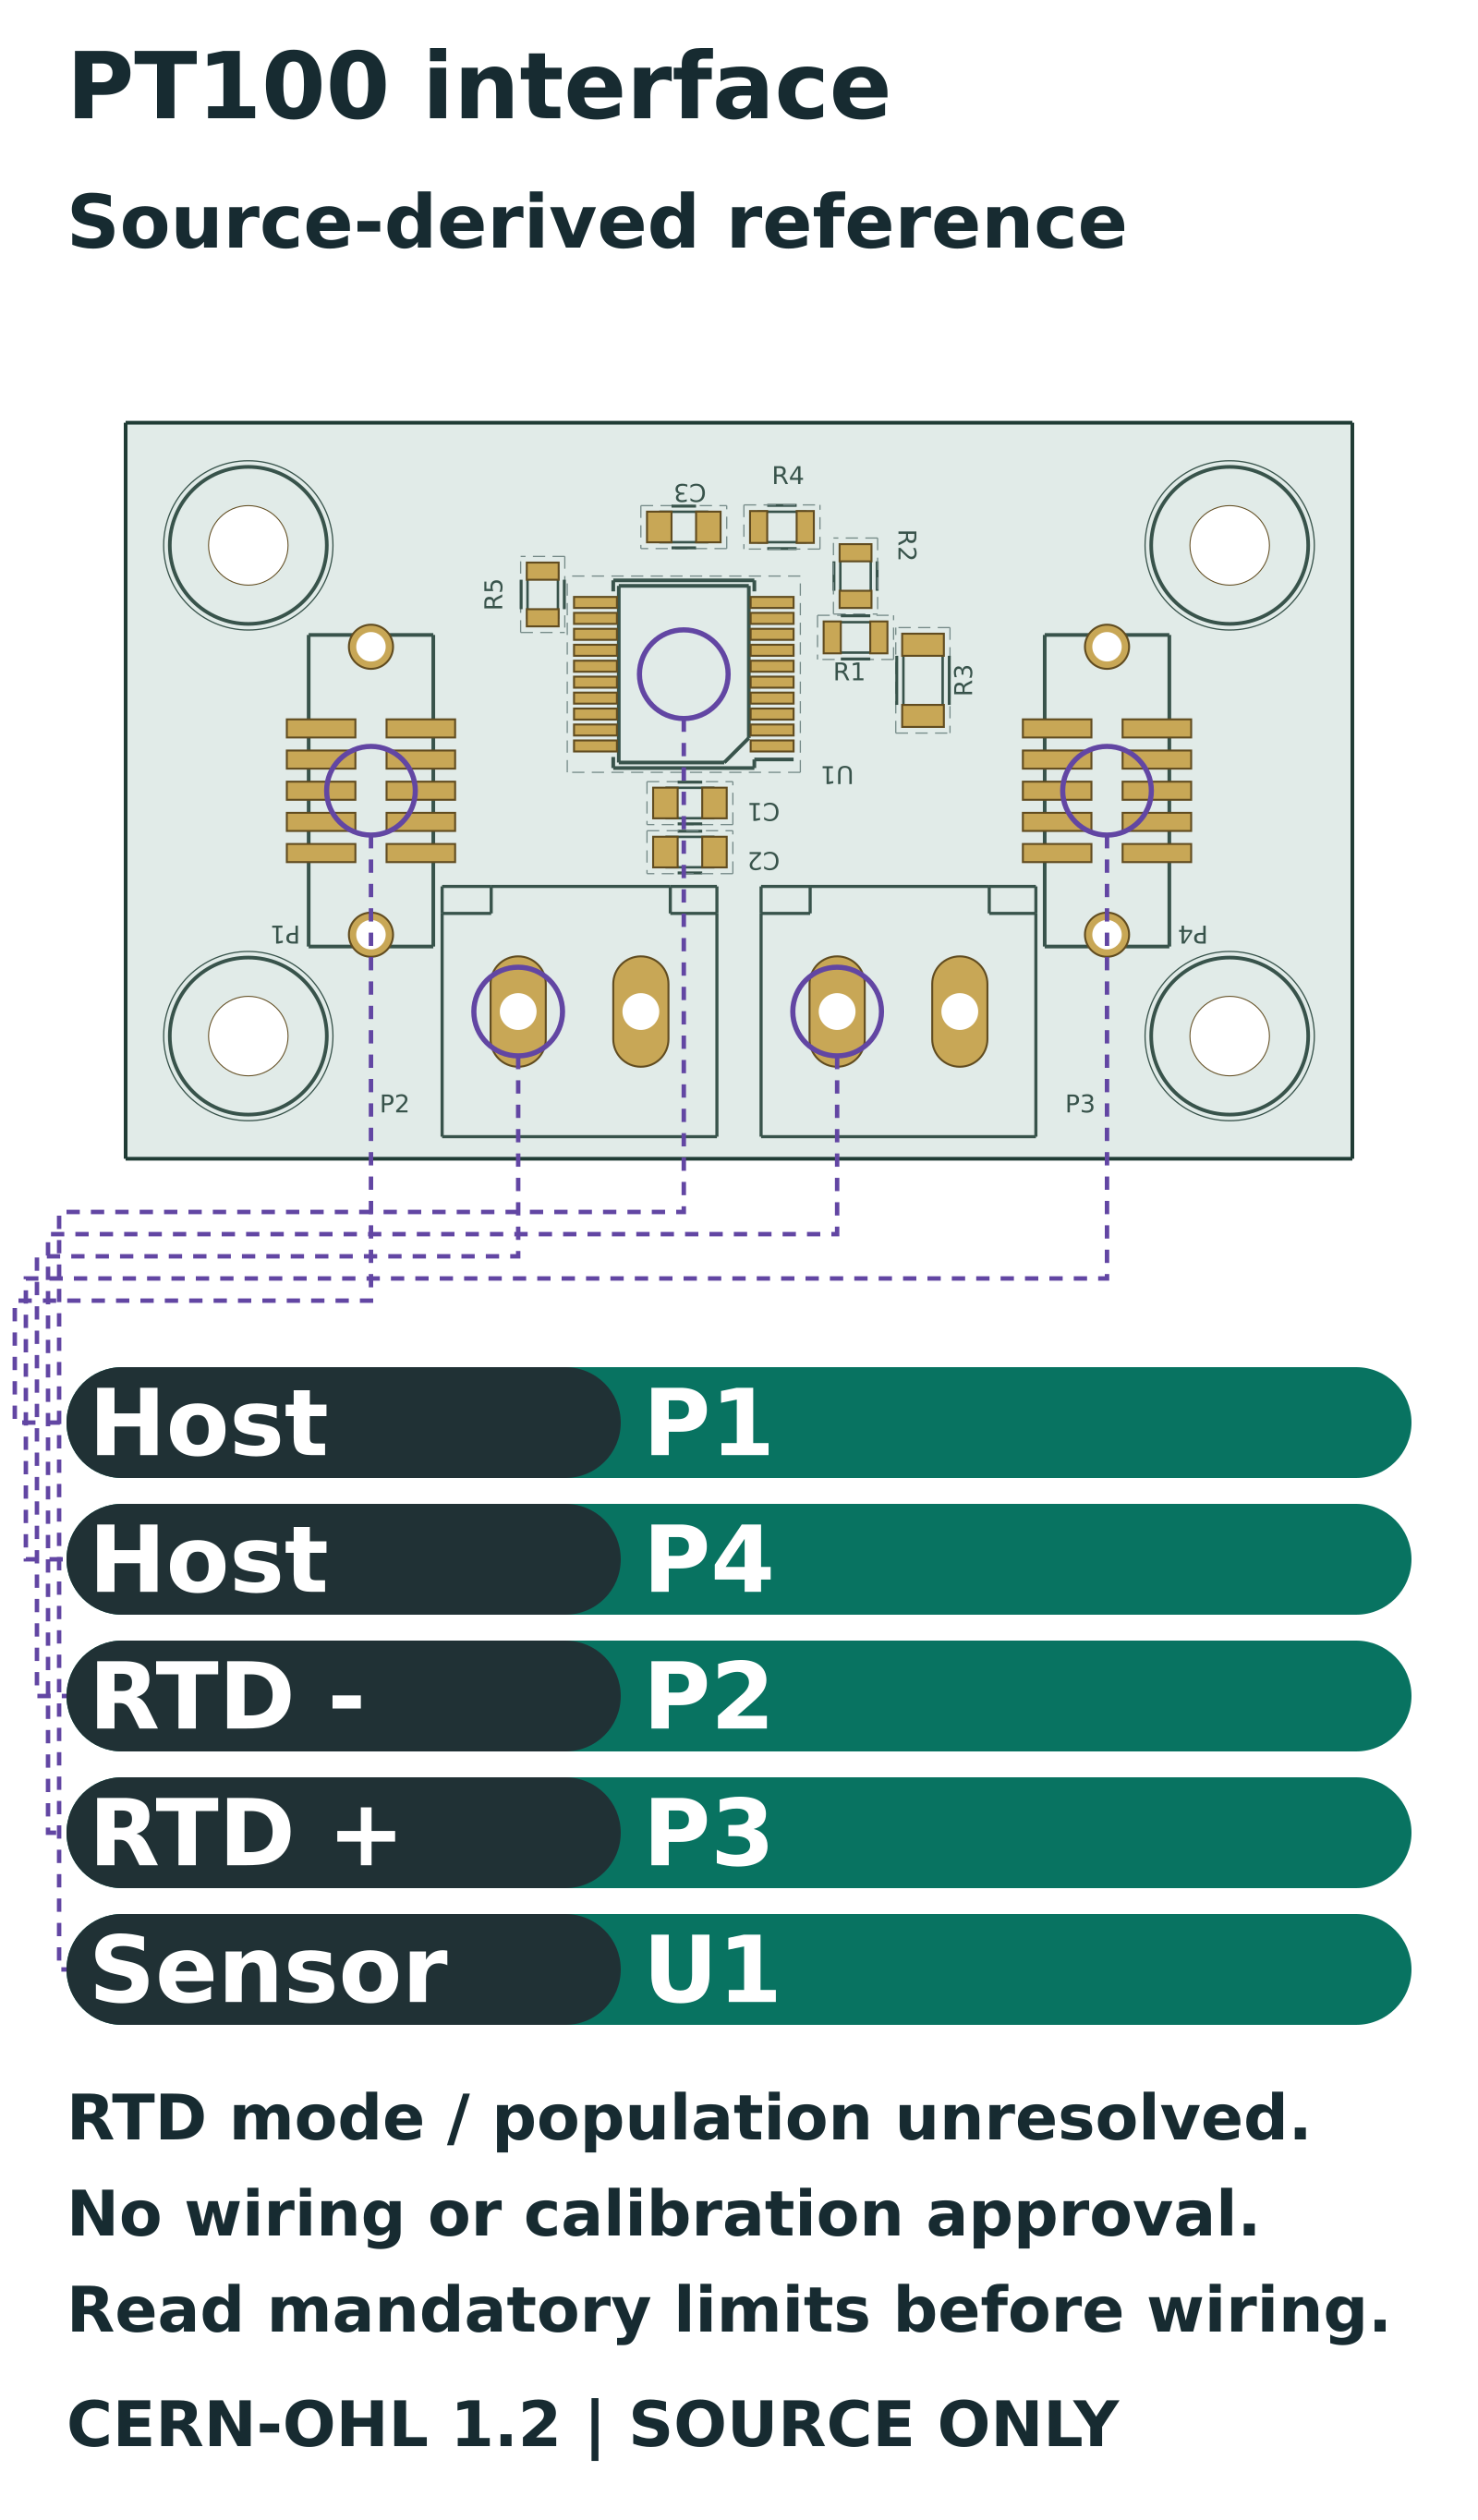 PT100 interface
Source-derived reference
C3
R4
R2
R5
R1
R3
U1
C1
C2
P1
P4
P2
P3
Host P1
Host P4
RTD - P2
RTD + P3
Sensor U1
RTD mode / population unresolved.
No wiring or calibration approval.
Read mandatory limits before wiring.
CERN-OHL 1.2 | SOURCE ONLY